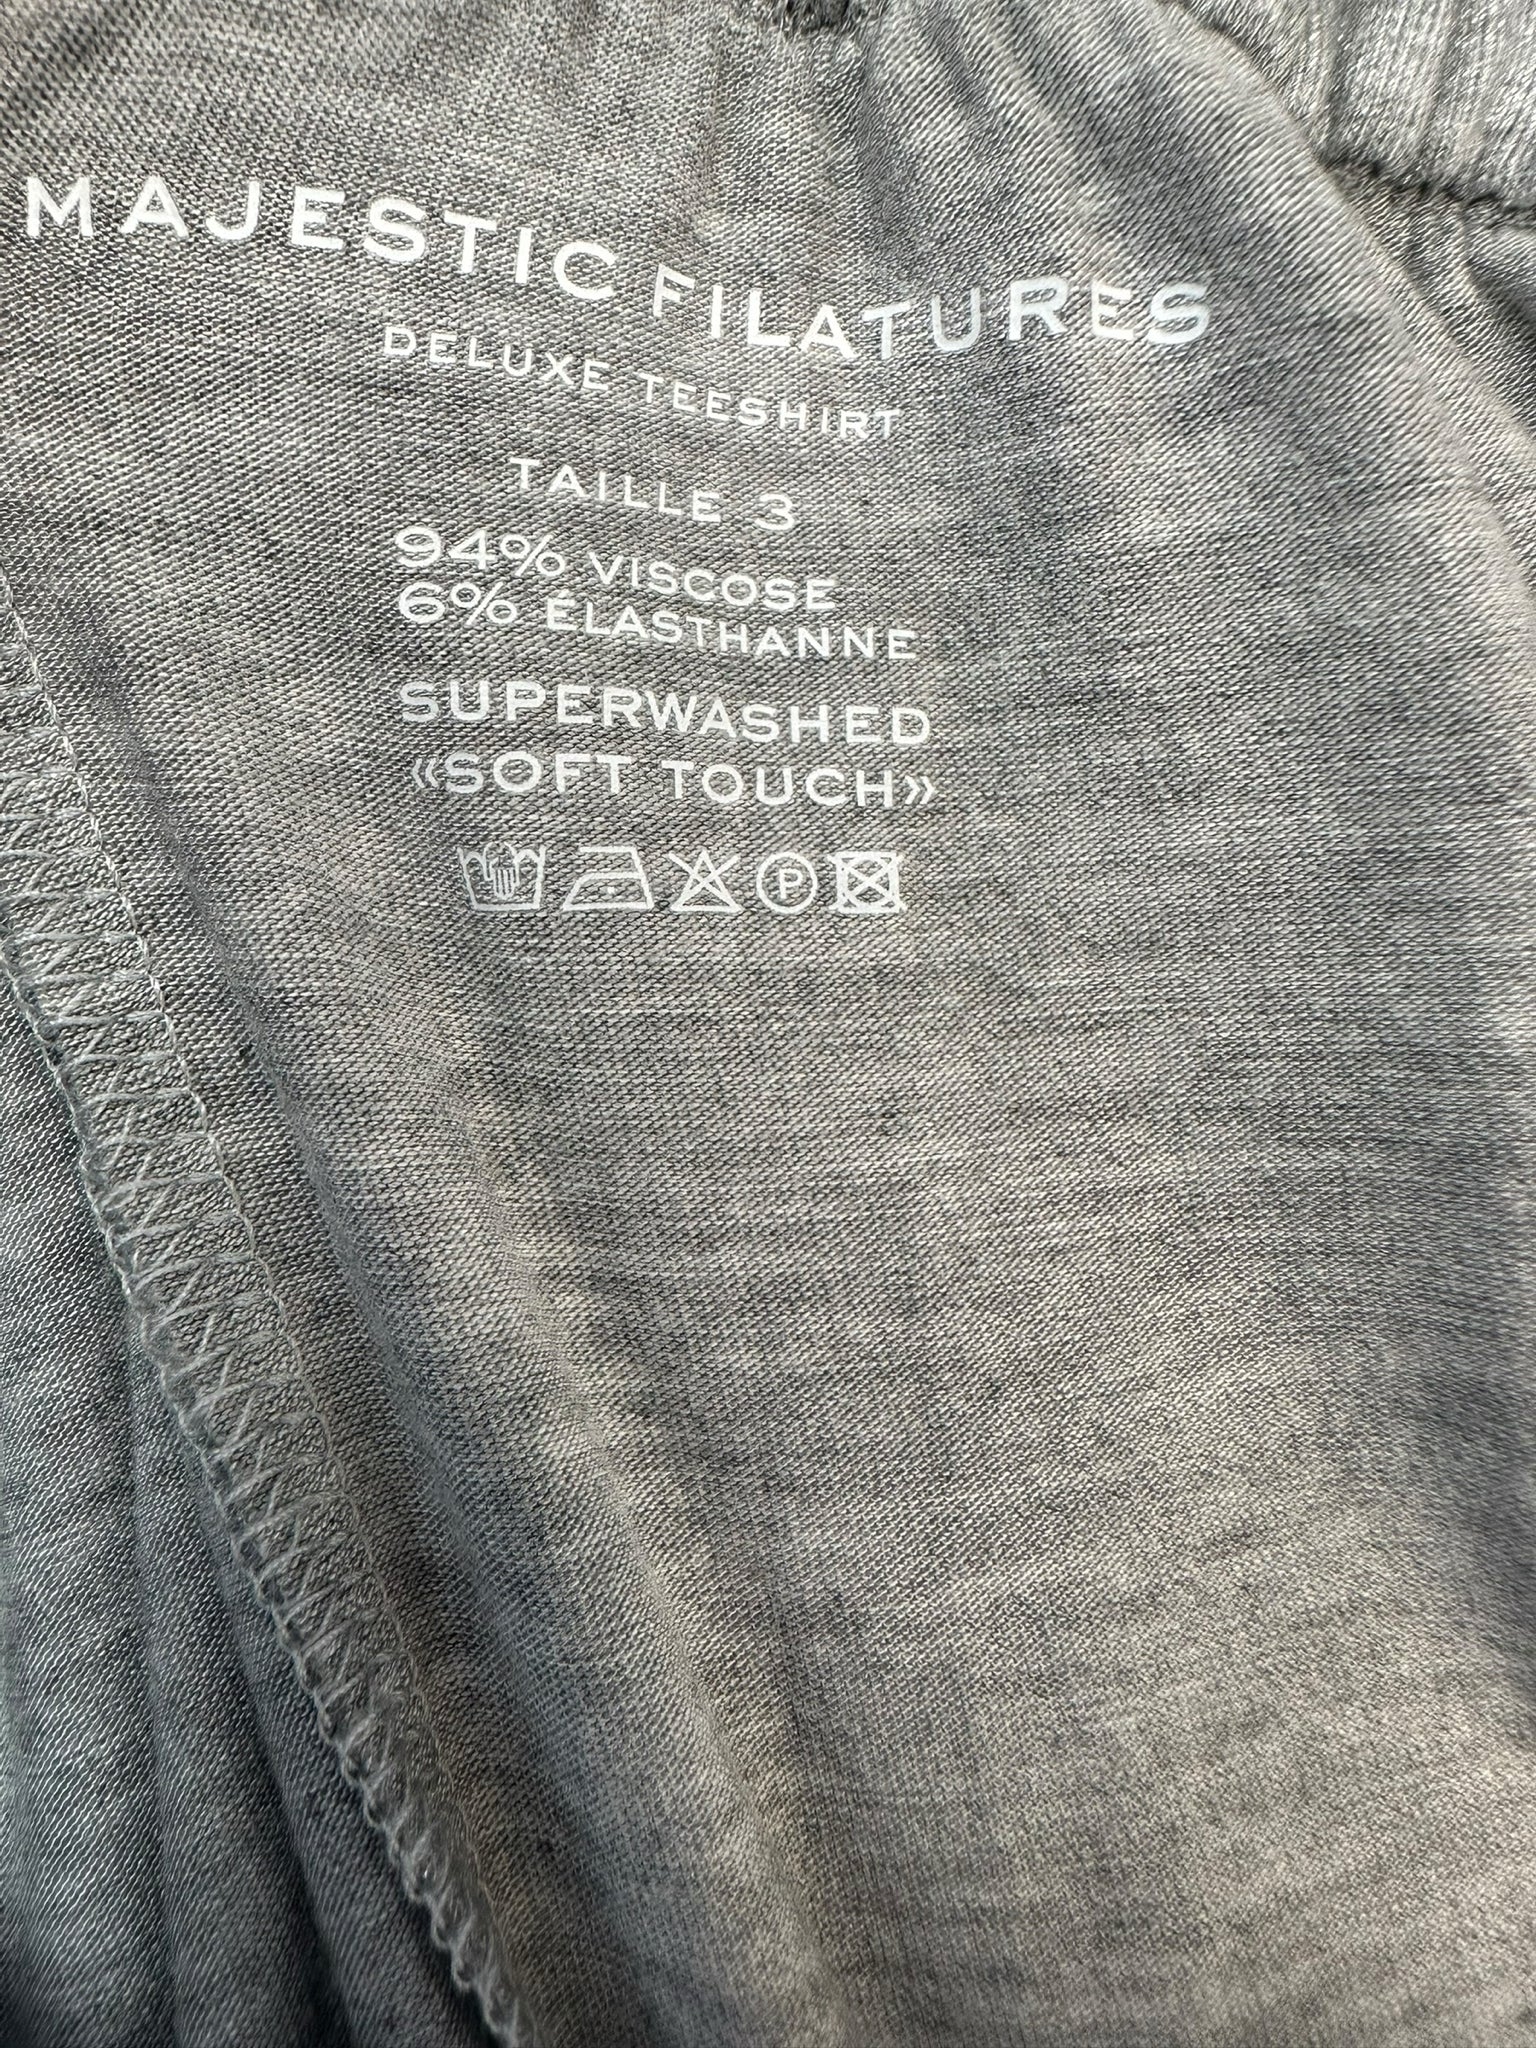 MAJESTIC FILATURES
DELUXE TEESHIRT
TAILLE 3
94% VISCOSE
6% ÉLASTHANNE
SUPERWASHED
«SOFT TOUCH»
P